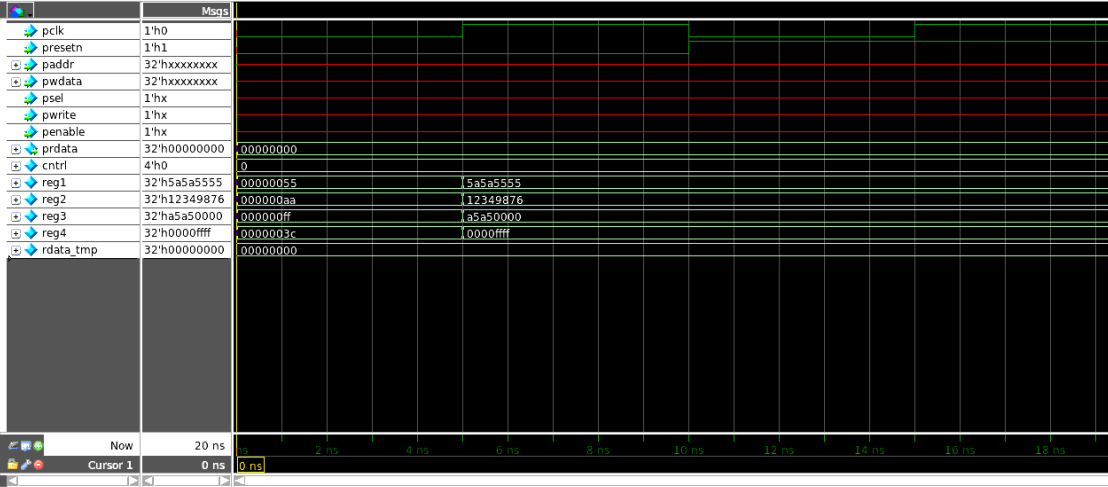 Msgs
pclk 1'h0
presetn 1'h1
paddr 32'hxxxxxxxx
pwdata 32'hxxxxxxxx
psel 1'hx
pwrite 1'hx
penable 1'hx
prdata 32'h00000000 00000000
cntrl 4'h0 0
reg1 32'h5a5a5555 00000055 5a5a5555
reg2 32'h12349876 000000aa 12349876
reg3 32'ha5a50000 000000ff a5a50000
reg4 32'h0000ffff 0000003c 0000ffff
rdata_tmp 32'h00000000 00000000
Now 20 ns ns 2 ns 4 ns 6 ns 8 ns 10 ns 12 ns 14 ns 16 ns 18 ns
Cursor 1 0 ns 0 ns